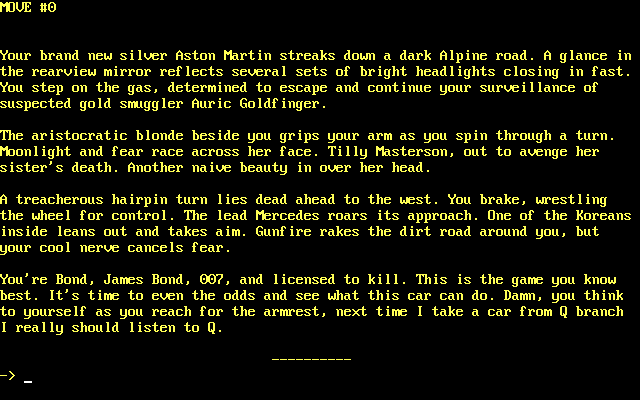 MOVE #0
Your brand new silver Aston Martin streaks down a dark Alpine road. A glance in
the rearview mirror reflects several sets of bright headlights closing in fast.
You step on the gas, determined to escape and continue your surveillance of
suspected gold smuggler Auric Goldfinger.
The aristocratic blonde beside you grips your arm as you spin through a turn.
Moonlight and fear race across her face. Tilly Masterson, out to avenge her
sister's death. Another naive beauty in over her head.
A treacherous hairpin turn lies dead ahead to the west. You brake, wrestling
the wheel for control. The lead Mercedes roars its approach. One of the Koreans
inside leans out and takes aim. Gunfire rakes the dirt road around you, but
your cool nerve cancels fear.
You're Bond, James Bond, 007, and licensed to kill. This is the game you know
best. It's time to even the odds and see what this car can do. Damn, you think
to yourself as you reach for the armrest, next time I take a car from Q branch
I really should listen to Q.
----------
-> _